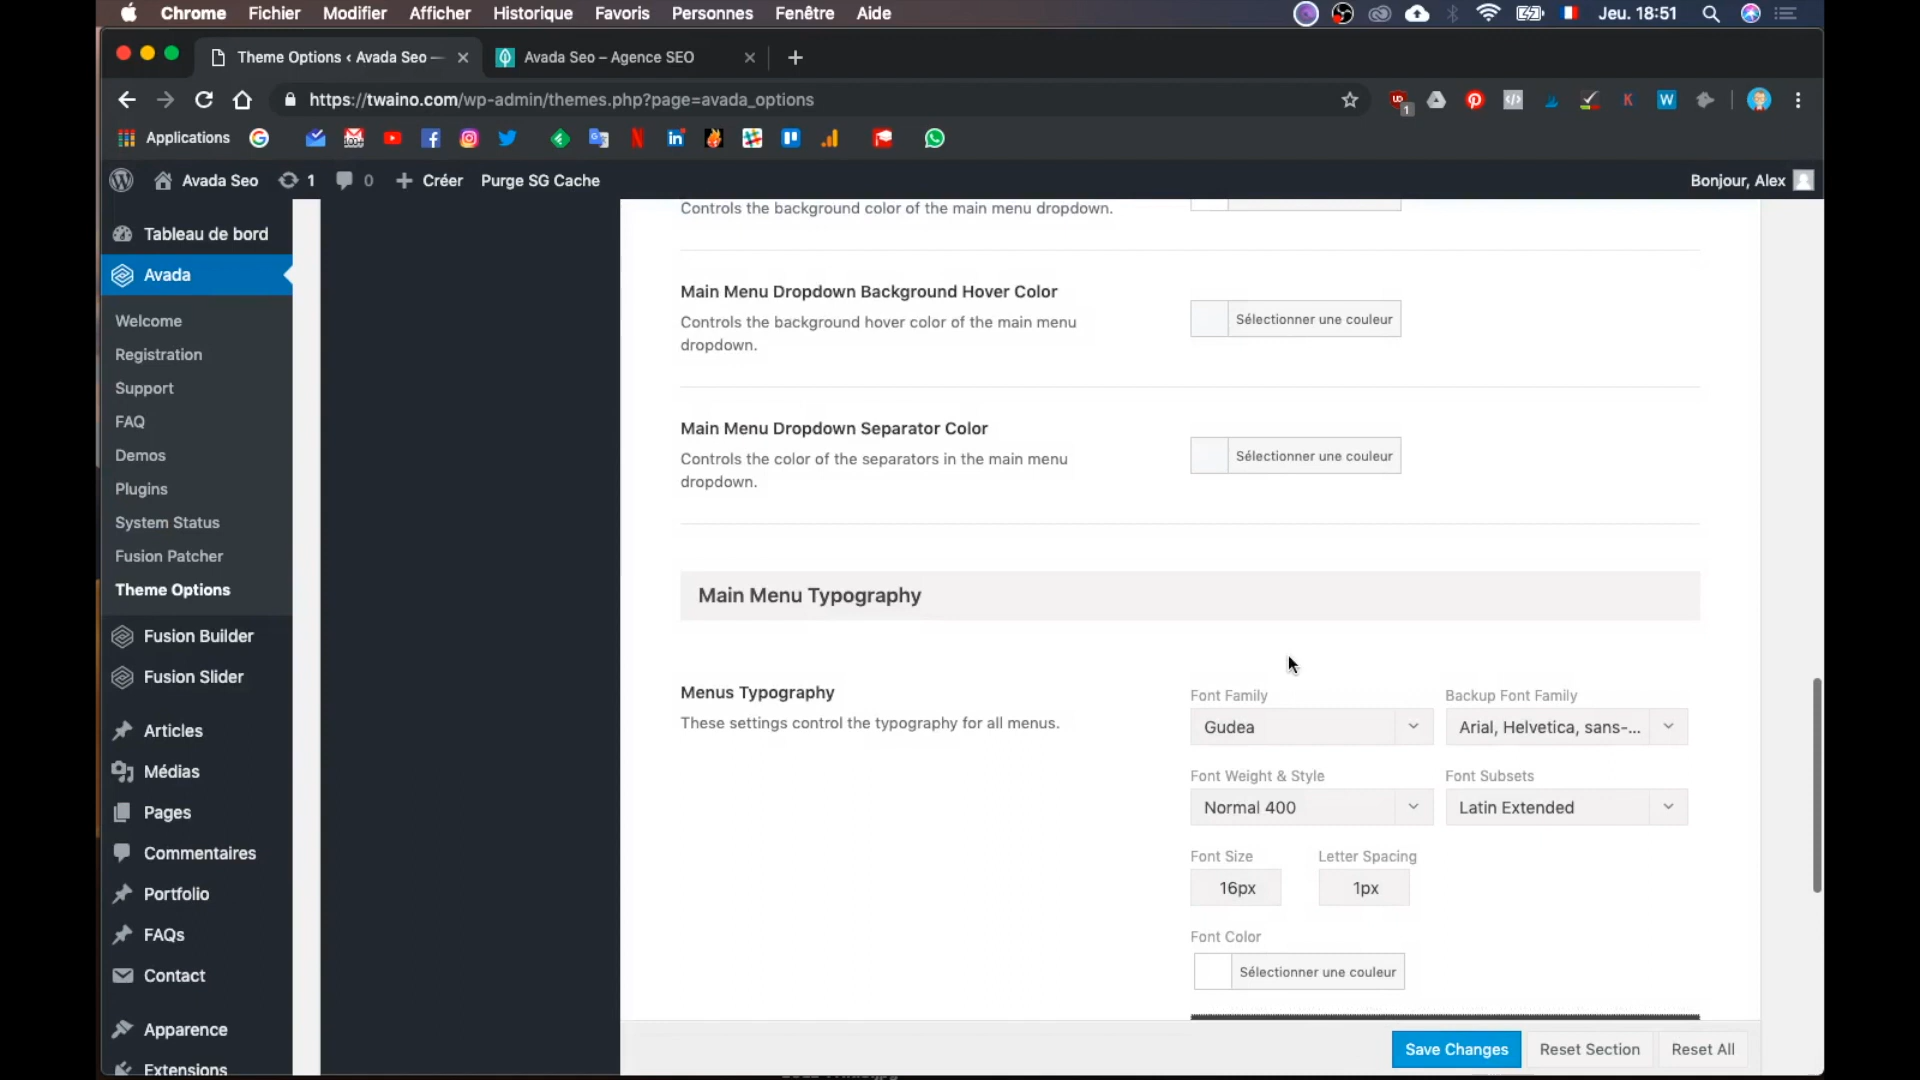 Chrome Fichier Modifier Afficher Historique Favoris Personnes Fenêtre Aide Jeu. 18:51
Theme Options ‹ Avada Seo — Avada Seo – Agence SEO
https://twaino.com/wp-admin/themes.php?page=avada_options
Applications
Avada Seo 1 0 Créer Purge SG Cache Bonjour, Alex
Tableau de bord
Avada
Welcome
Registration
Support
FAQ
Demos
Plugins
System Status
Fusion Patcher
Theme Options
Fusion Builder
Fusion Slider
Articles
Médias
Pages
Commentaires
Portfolio
FAQs
Contact
Apparence
Extensions
Controls the background color of the main menu dropdown.
Main Menu Dropdown Background Hover Color
Controls the background hover color of the main menu
dropdown.
Sélectionner une couleur
Main Menu Dropdown Separator Color
Controls the color of the separators in the main menu
dropdown.
Sélectionner une couleur
Main Menu Typography
Menus Typography
These settings control the typography for all menus.
Font Family Backup Font Family
Gudea Arial, Helvetica, sans-...
Font Weight & Style Font Subsets
Normal 400 Latin Extended
Font Size Letter Spacing
16px 1px
Font Color
Sélectionner une couleur
Save Changes Reset Section Reset All